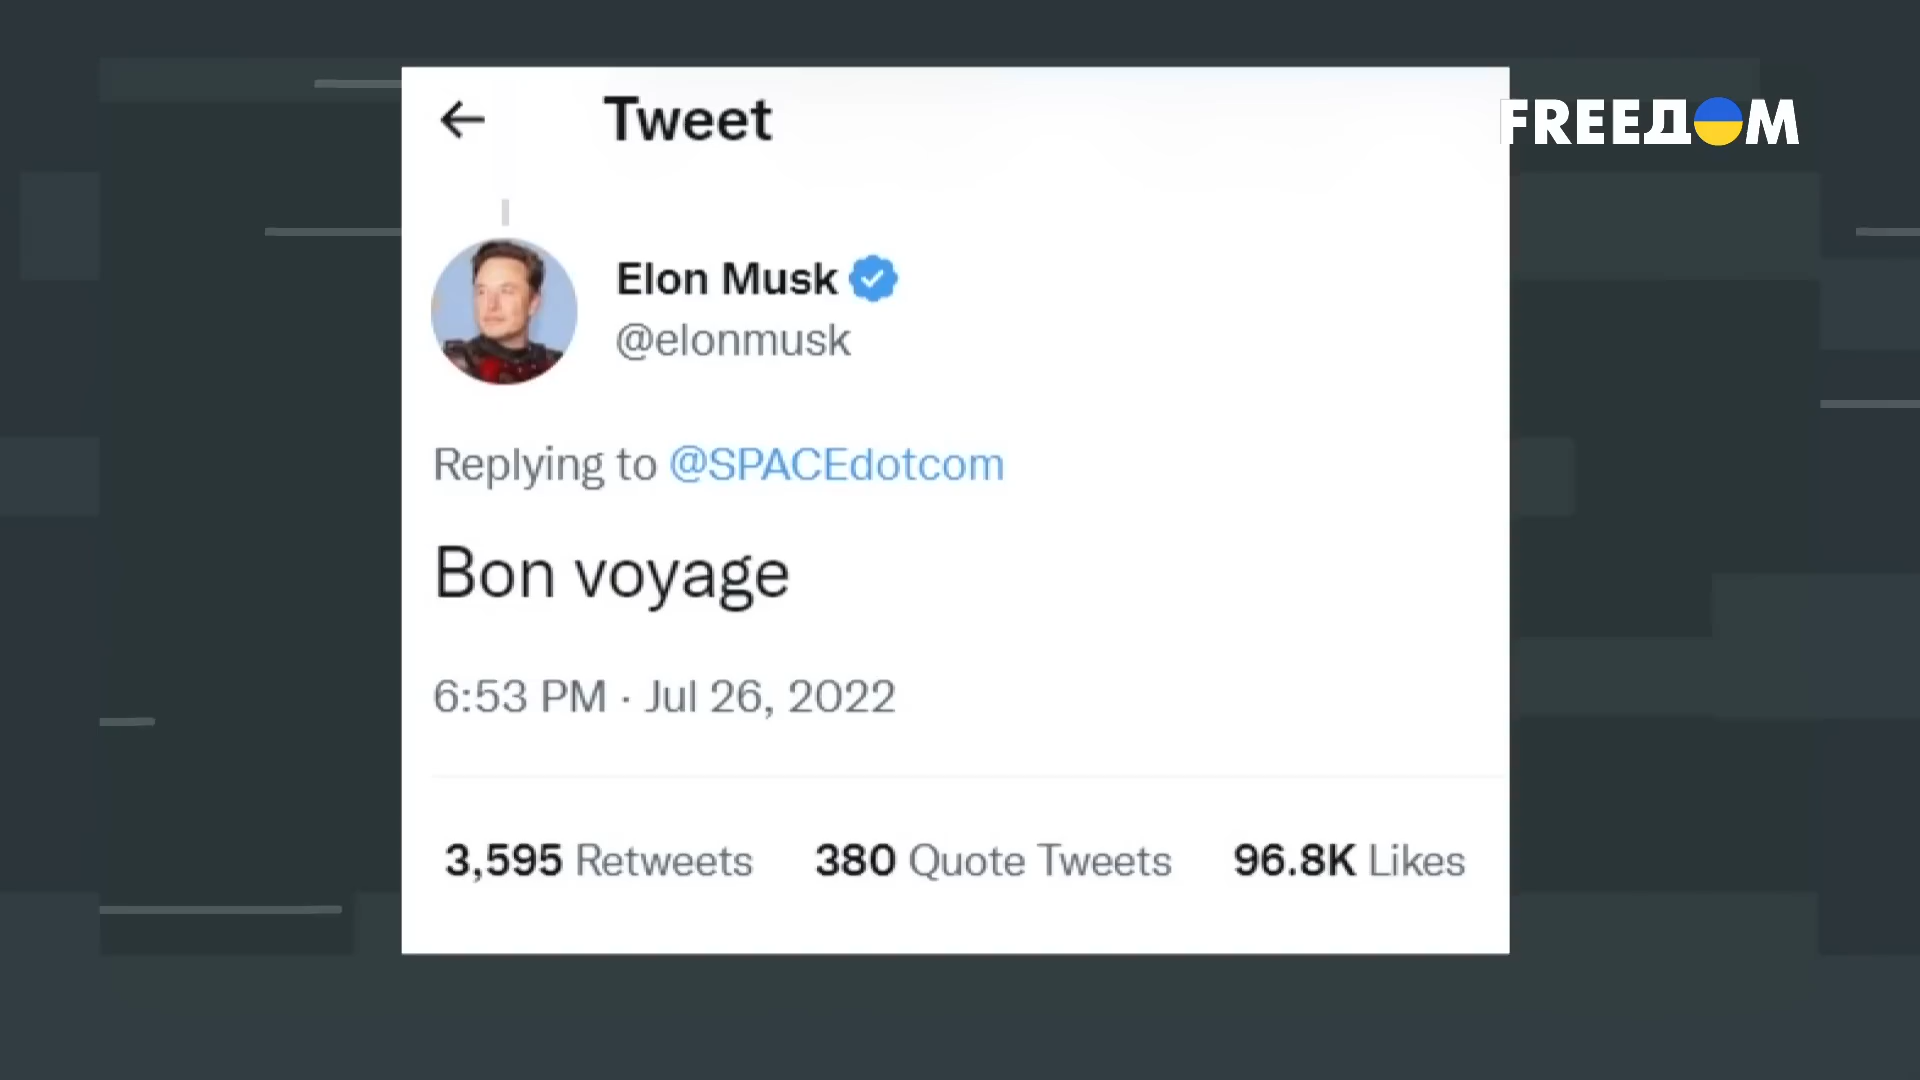 Tweet
FREEДOM
Elon Musk
@elonmusk
Replying to @SPACEdotcom
Bon voyage
6:53 PM · Jul 26, 2022
3,595 Retweets 380 Quote Tweets 96.8K Likes